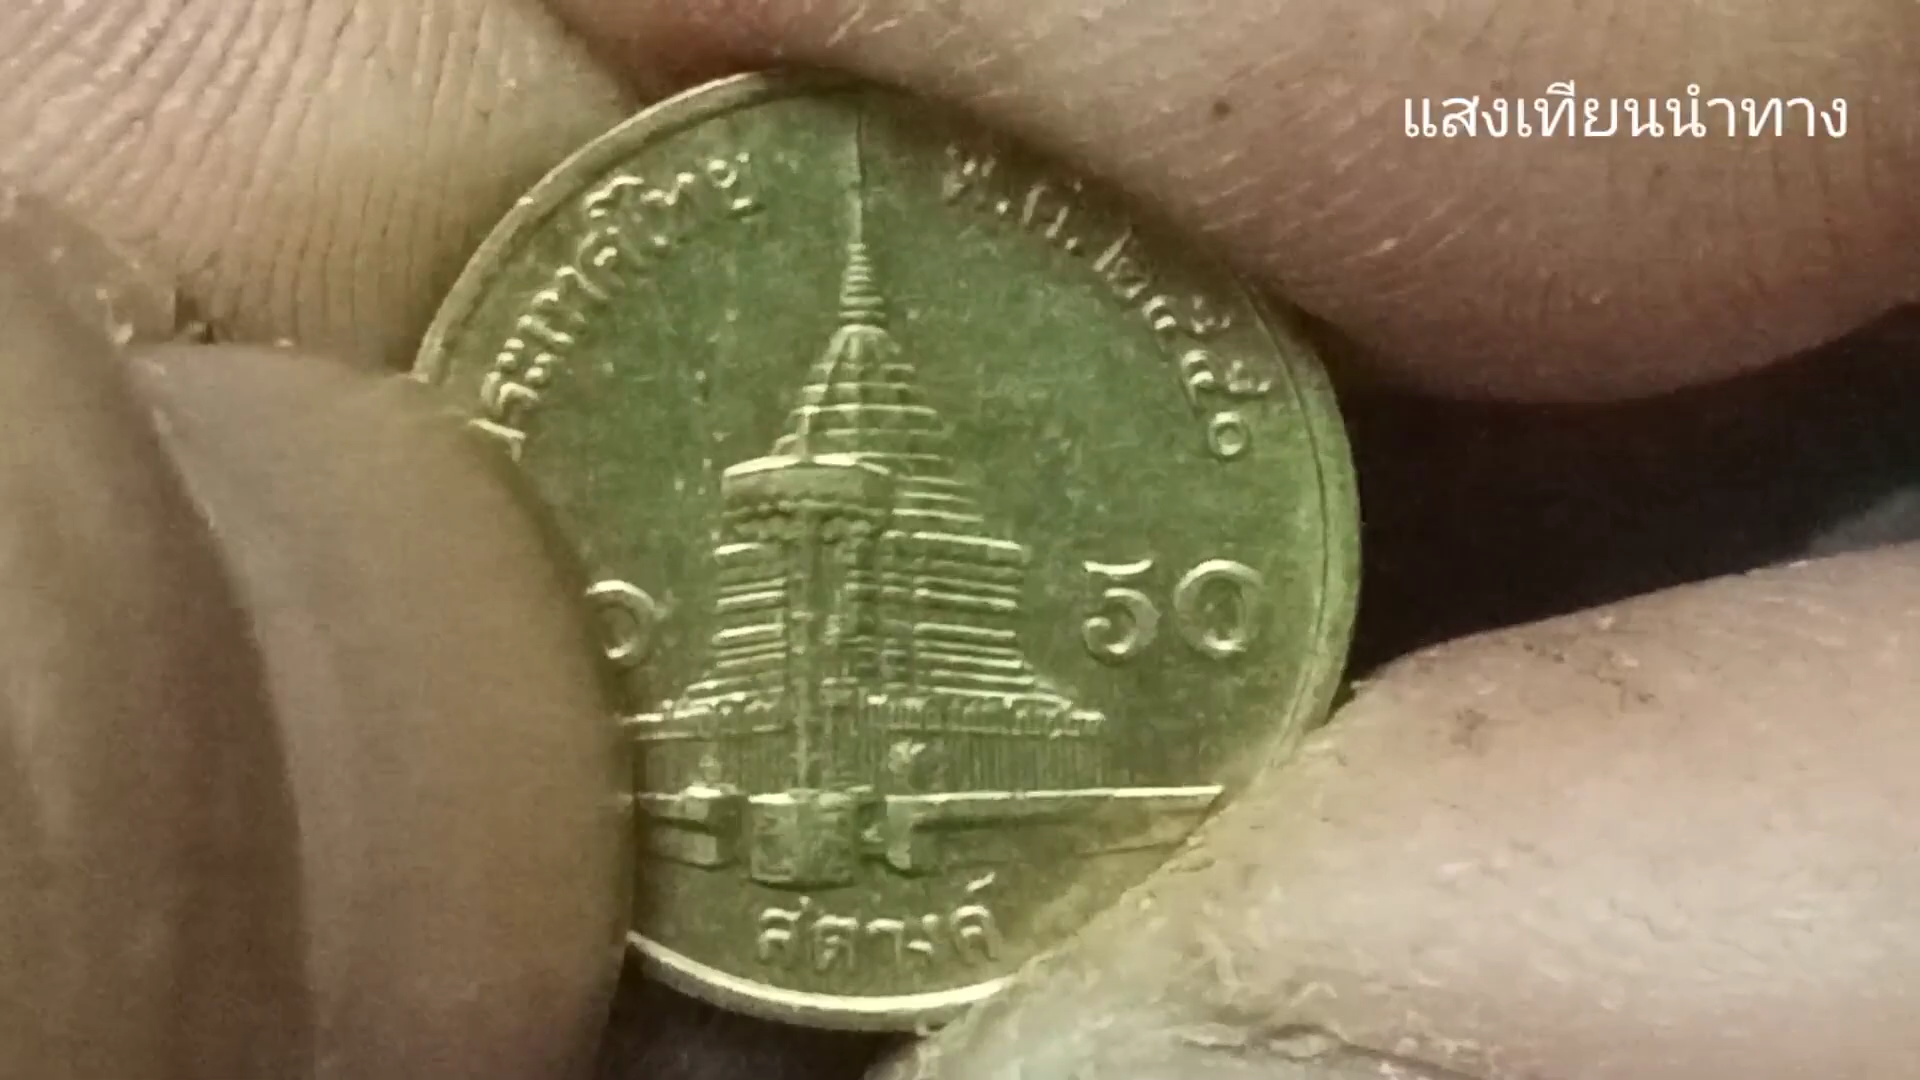 แสงเทียนนำทาง
ประเทศไทย
พ.ศ. ๒๕๕๐
๐
50
สตางค์